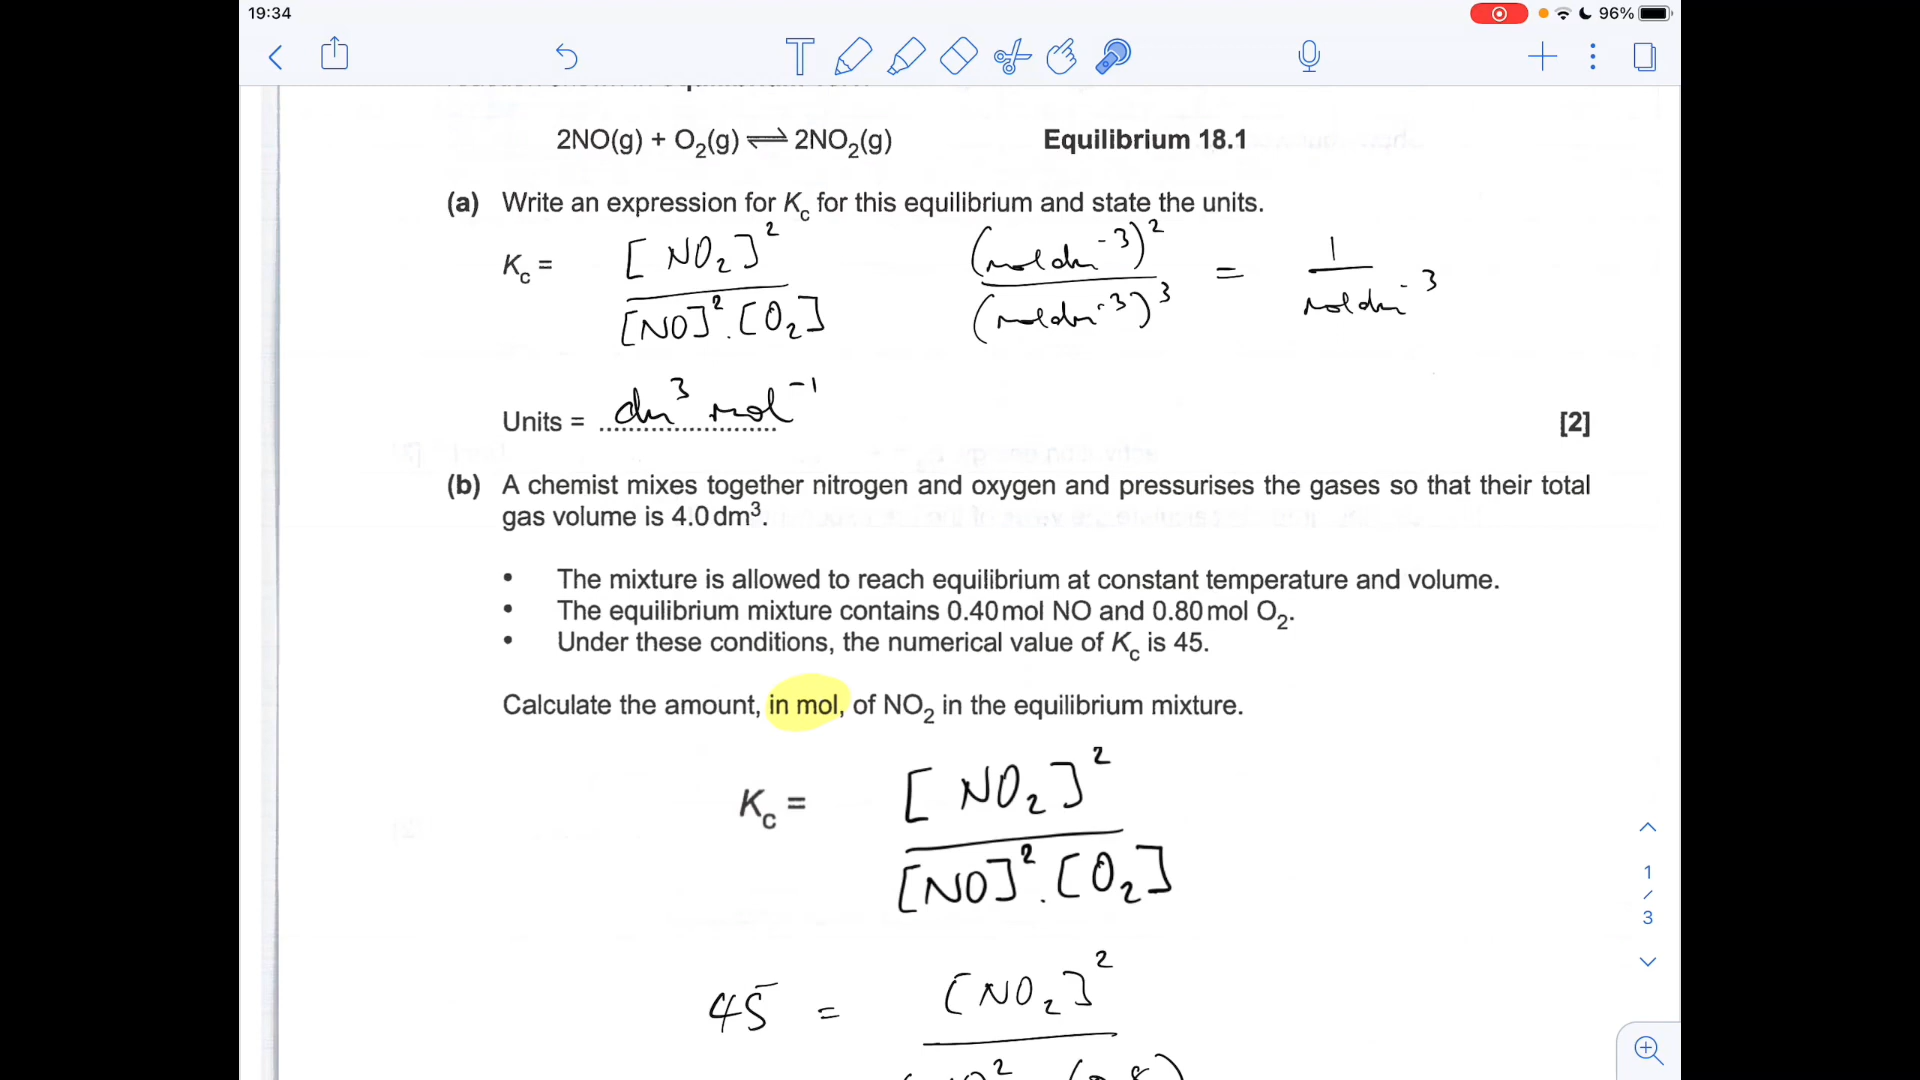 19:34
96%
2NO(g) + O₂(g) ⇌ 2NO₂(g) Equilibrium 18.1
(a) Write an expression for Kc for this equilibrium and state the units.
Kc = [NO₂]² / [NO]².[O₂] (mol dm⁻³)² / (mol dm⁻³)³ = 1 / mol dm⁻³
Units = dm³ mol⁻¹ [2]
(b) A chemist mixes together nitrogen and oxygen and pressurises the gases so that their total
gas volume is 4.0 dm³.
• The mixture is allowed to reach equilibrium at constant temperature and volume.
• The equilibrium mixture contains 0.40 mol NO and 0.80 mol O₂.
• Under these conditions, the numerical value of Kc is 45.
Calculate the amount, in mol, of NO₂ in the equilibrium mixture.
Kc = [NO₂]² / [NO]².[O₂]
45 = [NO₂]²
1
/
3